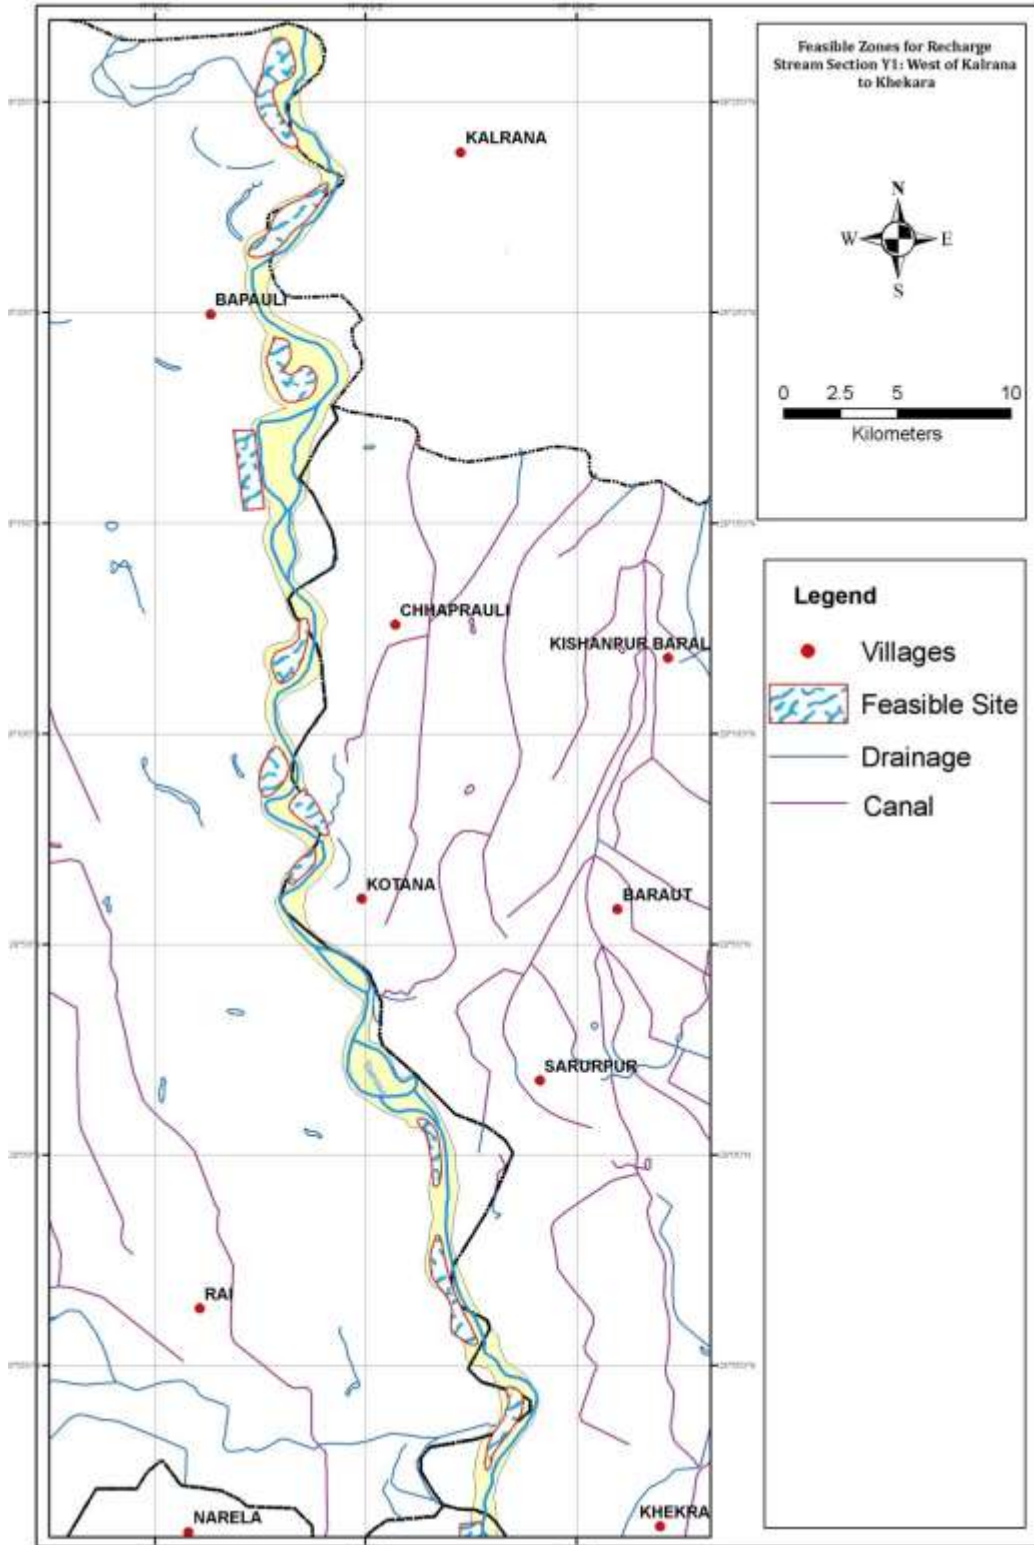 Feasible Zones for Recharge
Stream Section Y1: West of Kalrana
to Khekara
N
W E
S
0 2.5 5 10
Kilometers
Legend
Villages
Feasible Site
Drainage
Canal
KALRANA
BAPAULI
CHHAPRAULI
KISHANPUR BARAL
KOTANA
BARAUT
SARURPUR
RAI
NARELA
KHEKRA